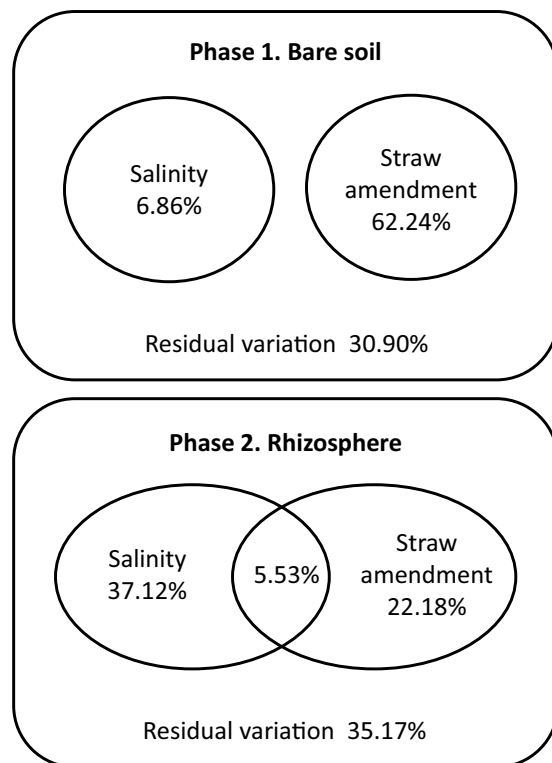 Phase 1. Bare soil
Salinity
6.86%
Straw
amendment
62.24%
Residual variation 30.90%
Phase 2. Rhizosphere
Salinity
37.12%
5.53%
Straw
amendment
22.18%
Residual variation 35.17%